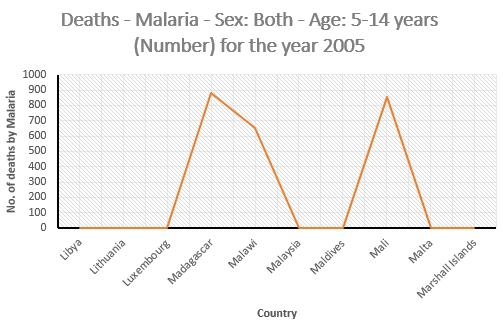 Deaths - Malaria - Sex: Both - Age: 5-14 years
(Number) for the year 2005
No. of deaths by Malaria
1000
900
800
700
600
500
400
300
200
100
0
Libya
Lithuania
Luxembourg
Madagascar
Malawi
Malaysia
Maldives
Mali
Malta
Marshall Islands
Country